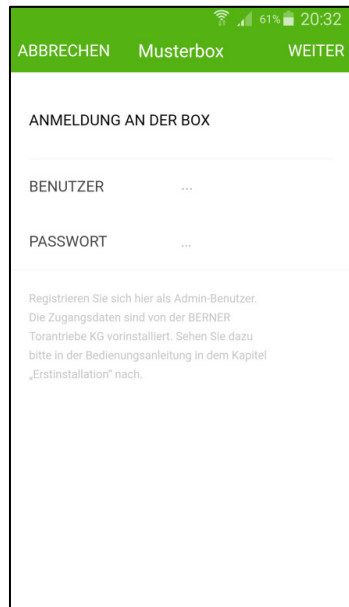 61% 20:32
ABBRECHEN Musterbox WEITER
ANMELDUNG AN DER BOX
BENUTZER ...
PASSWORT ...
Registrieren Sie sich hier als Admin-Benutzer.
Die Zugangsdaten sind von der BERNER
Torantriebe KG vorinstalliert. Sehen Sie dazu
bitte in der Bedienungsanleitung in dem Kapitel
„Erstinstallation" nach.